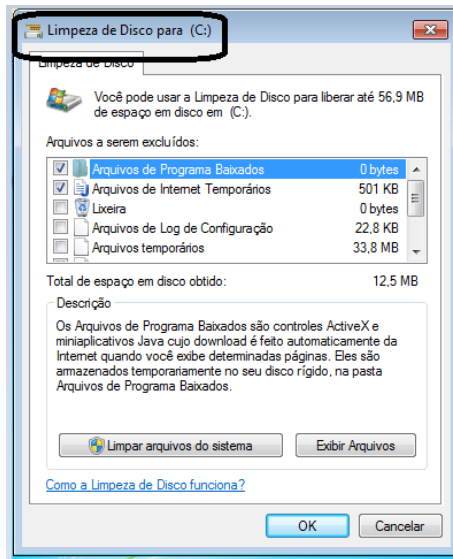 Limpeza de Disco para (C:)
Limpeza de Disco
Você pode usar a Limpeza de Disco para liberar até 56,9 MB
de espaço em disco em (C:).
Arquivos a serem excluídos:
Arquivos de Programa Baixados 0 bytes
Arquivos de Internet Temporários 501 KB
Lixeira 0 bytes
Arquivos de Log de Configuração 22,8 KB
Arquivos temporários 33,8 MB
Total de espaço em disco obtido: 12,5 MB
Descrição
Os Arquivos de Programa Baixados são controles ActiveX e
miniaplicativos Java cujo download é feito automaticamente da
Internet quando você exibe determinadas páginas. Eles são
armazenados temporariamente no seu disco rígido, na pasta
Arquivos de Programa Baixados.
Limpar arquivos do sistema Exibir Arquivos
Como a Limpeza de Disco funciona?
OK Cancelar